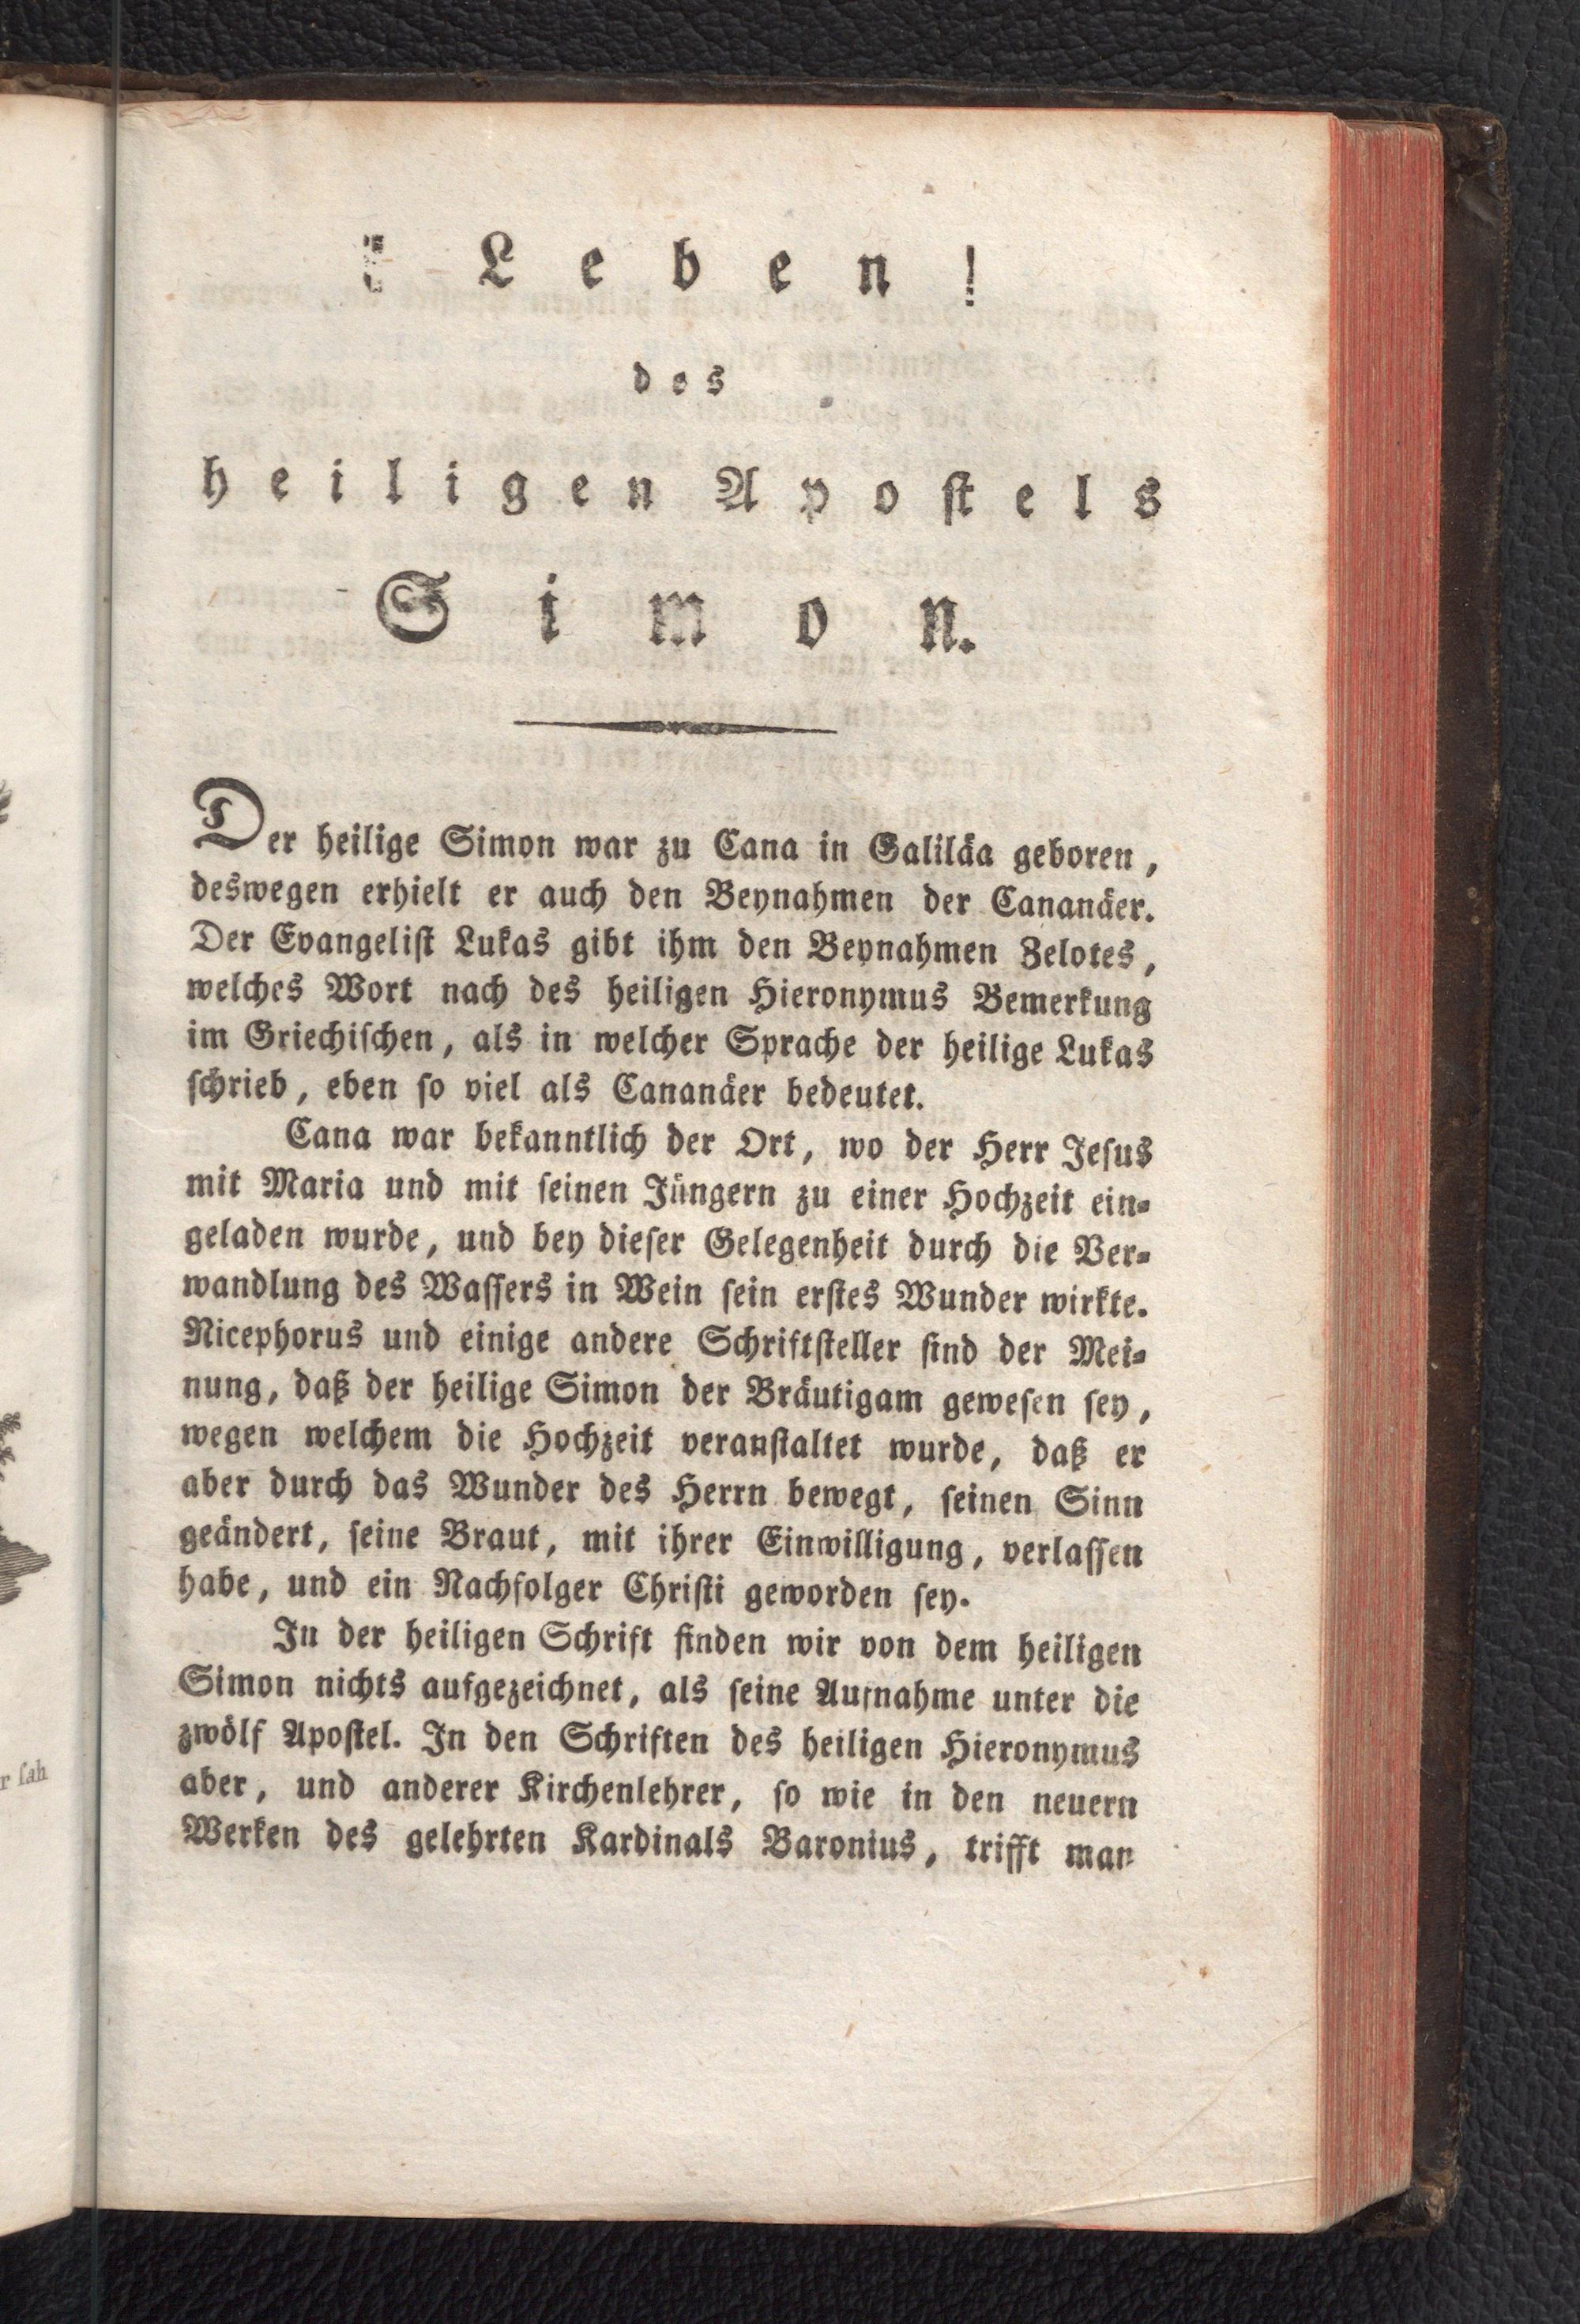 Leben
des
heiligen Apostels
Simon.
Der heilige Simon war zu Cana in Galiläa geboren,
deswegen erhielt er auch den Beynahmen der Cananäer.
Der Evangeliſt Lukas gibt ihm den Beynahmen Zelotes,
welches Wort nach des heiligen Hieronymus Bemerkung
im Griechiſchen, als in welcher Sprache der heilige Lukas
ſchrieb, eben ſo viel als Cananäer bedeutet.
Cana war bekanntlich der Ort, wo der Herr Jeſus
mit Maria und mit ſeinen Jüngern zu einer Hochzeit ein⸗
geladen wurde, und bey dieſer Gelegenheit durch die Ver⸗
wandlung des Waſſers in Wein ſein erſtes Wunder wirkte.
Nicephorus und einige andere Schriftſteller ſind der Mei⸗
nung, daß der heilige Simon der Bräutigam geweſen ſey,
wegen welchem die Hochzeit veranſtaltet wurde, daß er
aber durch das Wunder des Herrn bewegt, ſeinen Sinn
geändert, ſeine Braut, mit ihrer Einwilligung, verlaſſen
habe, und ein Nachfolger Chriſti geworden ſey.
In der heiligen Schrift finden wir von dem heiligen
Simon nichts aufgezeichnet, als ſeine Aufnahme unter die
zwölf Apoſtel. In den Schriften des heiligen Hieronymus
aber, und anderer Kirchenlehrer, ſo wie in den neuern
Werken des gelehrten Kardinals Baronius, trifft man
ſah